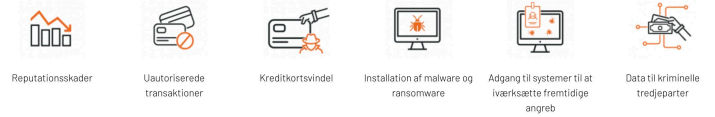 Reputationsskader
Uautoriserede
transaktioner
Kreditkortsvindel
Installation af malware og
ransomware
Adgang til systemer til at
iværksætte fremtidige
angreb
Data til kriminelle
tredjeparter